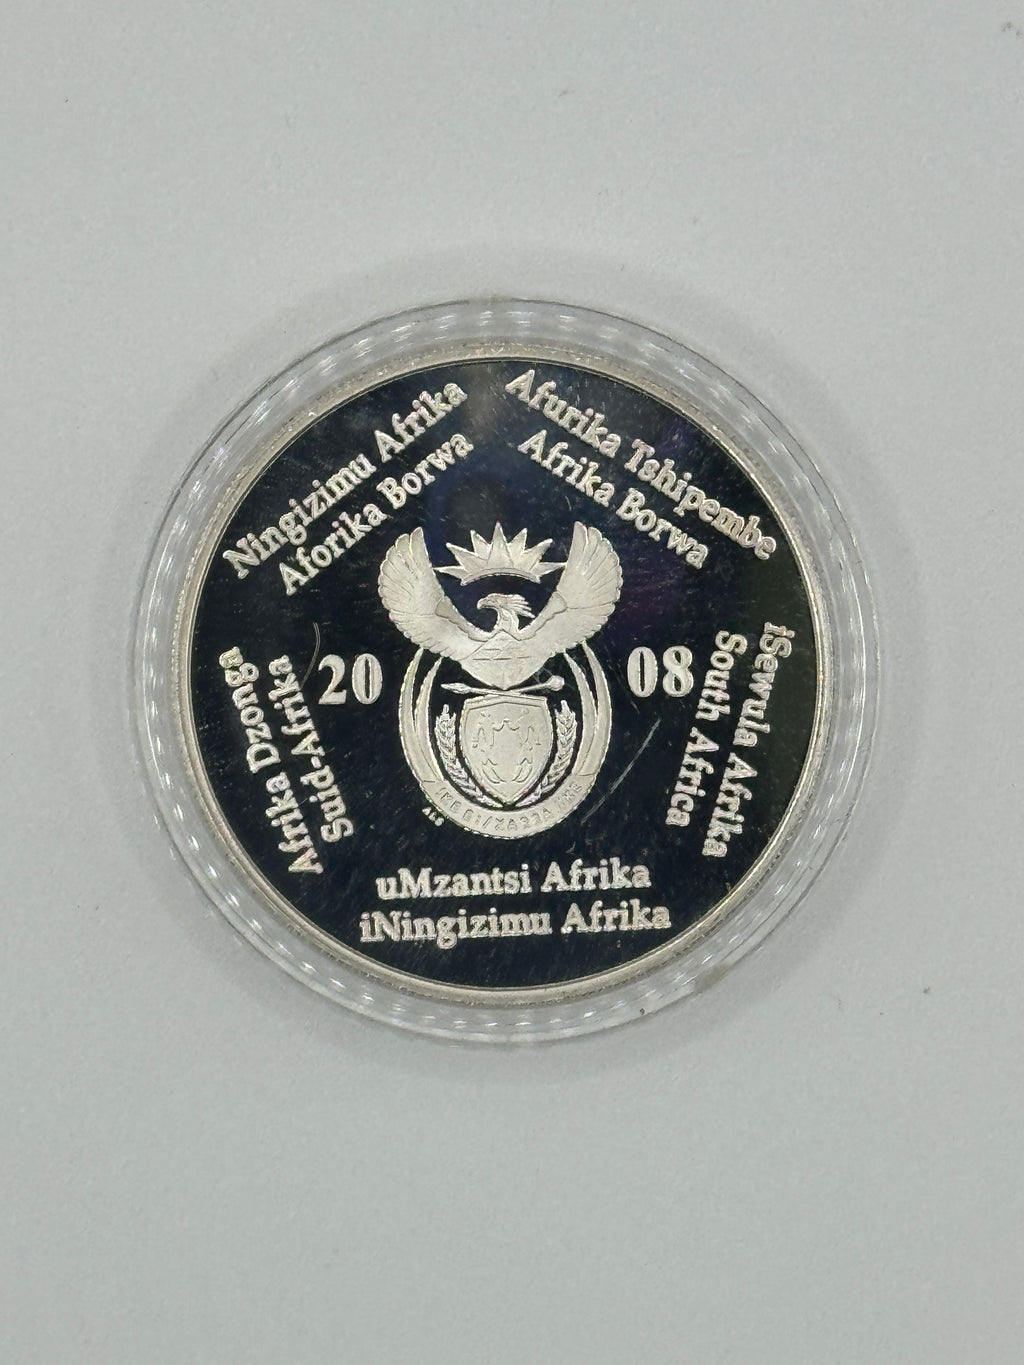 Ningizimu Afrika
Aforika Borwa
Afurika Tshipembe
Afrika Borwa
iSewula Afrika
South Africa
uMzantsi Afrika
iNingizimu Afrika
Afrika Dzonga
Suid-Afrika
20
08